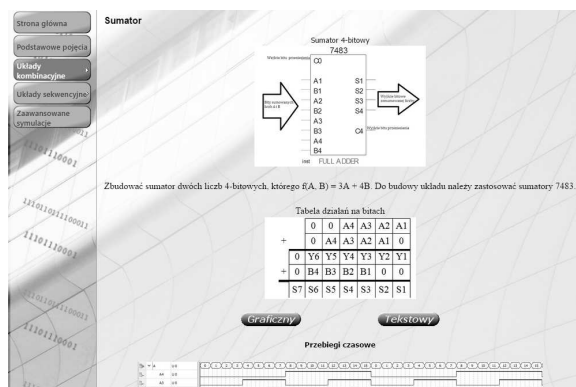 Strona główna
Podstawowe pojęcia
Układy kombinacyjne
Układy sekwencyjne
Zaawansowane symulacje
Sumator
Sumator 4-bitowy
7483
C0
A1 S1
B1 S2
A2 S3
B2 S4
A3
B3 C4
A4
B4
inst FULL ADDER
Zbudować sumator dwóch liczb 4-bitowych, którego f(A, B) = 3A + 4B. Do budowy układu nalezy zastosować sumatory 7483.
Tabela działań na bitach
0 0 A4 A3 A2 A1
+ 0 A4 A3 A2 A1 0
0 Y6 Y5 Y4 Y3 Y2 Y1
+ 0 B4 B3 B2 B1 0 0
S7 S6 S5 S4 S3 S2 S1
Graficzny Tekstowy
Przebiegi czasowe